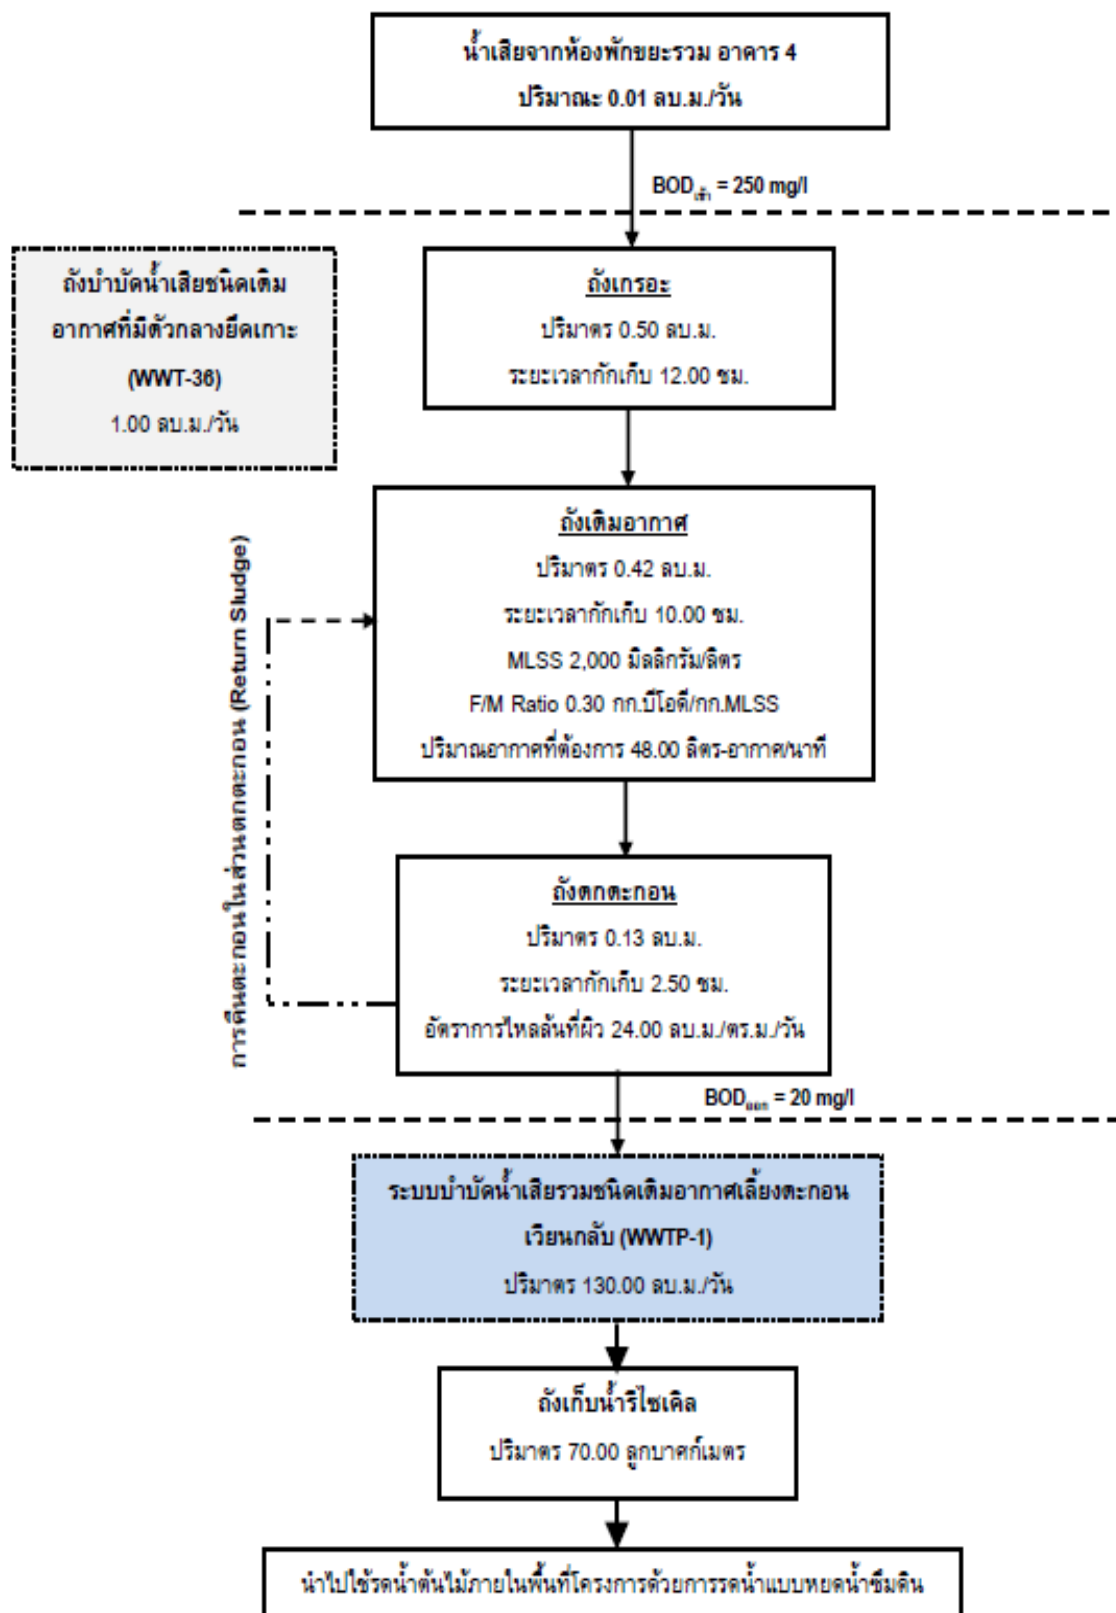 น้ำเสียจากห้องพักขยะรวม อาคาร 4
ปริมาณะ 0.01 ลบ.ม./วัน
BODเข้า = 250 mg/l
ถังบำบัดน้ำเสียชนิดเติม
อากาศที่มีตัวกลางยึดเกาะ
(WWT-36)
1.00 ลบ.ม./วัน
ถังเกรอะ
ปริมาตร 0.50 ลบ.ม.
ระยะเวลากักเก็บ 12.00 ชม.
ถังเติมอากาศ
ปริมาตร 0.42 ลบ.ม.
ระยะเวลากักเก็บ 10.00 ชม.
MLSS 2,000 มิลลิกรัม/ลิตร
F/M Ratio 0.30 กก.บีโอดี/กก.MLSS
ปริมาณอากาศที่ต้องการ 48.00 ลิตร-อากาศ/นาที
การคืนตะกอนในส่วนตกตะกอน (Return Sludge)
ถังตกตะกอน
ปริมาตร 0.13 ลบ.ม.
ระยะเวลากักเก็บ 2.50 ชม.
อัตราการไหลล้นที่ผิว 24.00 ลบ.ม./ตร.ม./วัน
BODออก = 20 mg/l
ระบบบำบัดน้ำเสียรวมชนิดเติมอากาศเลี้ยงตะกอน
เวียนกลับ (WWTP-1)
ปริมาตร 130.00 ลบ.ม./วัน
ถังเก็บน้ำรีไซเคิล
ปริมาตร 70.00 ลูกบาศก์เมตร
นำไปใช้รดน้ำต้นไม้ภายในพื้นที่โครงการด้วยการรดน้ำแบบหยดน้ำซึมดิน